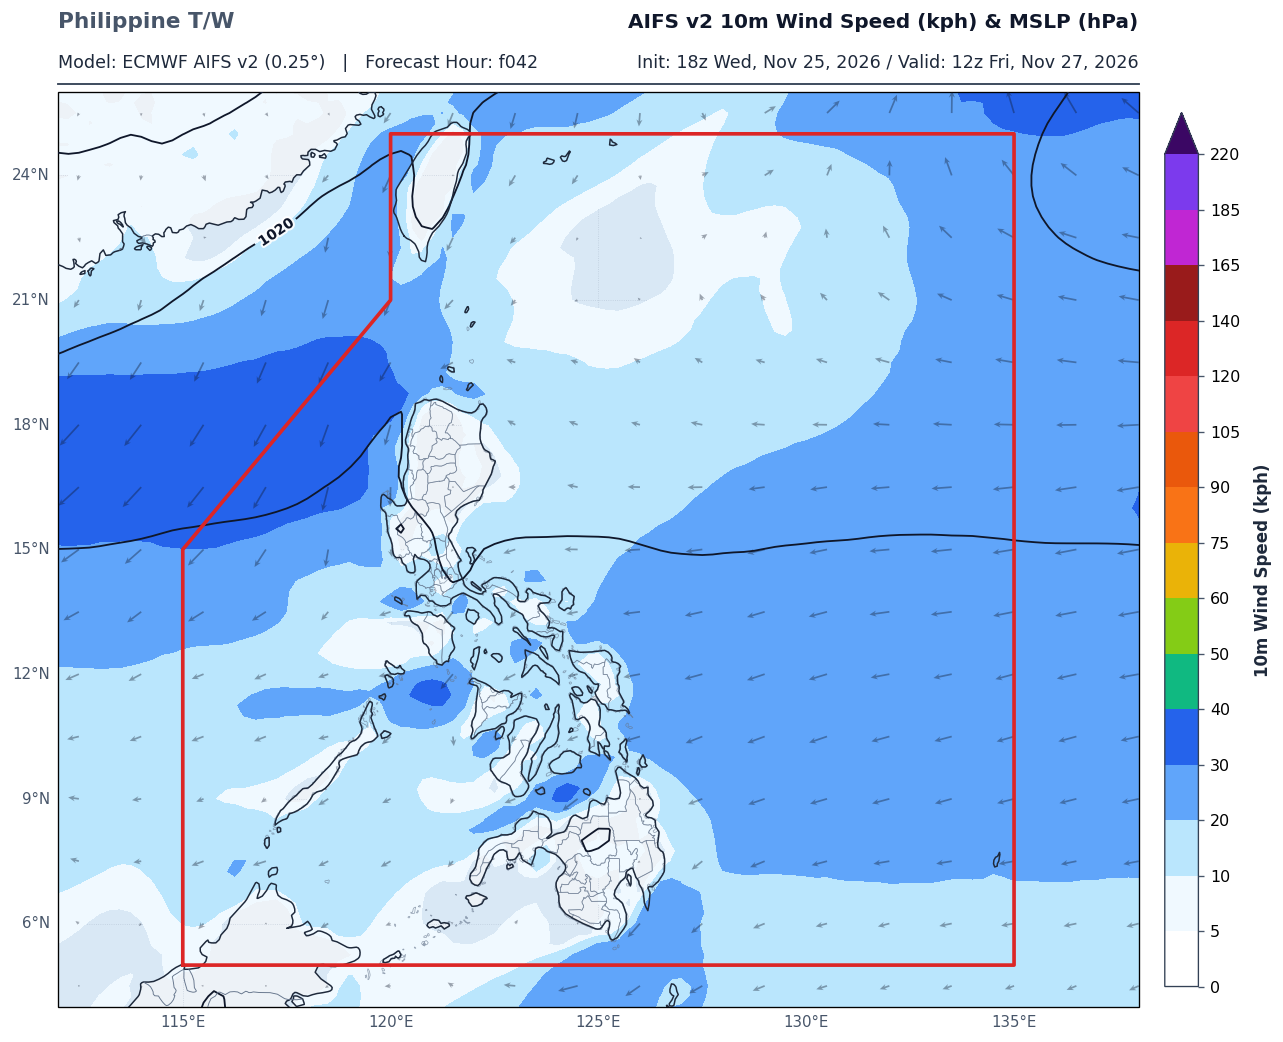 Philippine T/W
AIFS v2 10m Wind Speed (kph) & MSLP (hPa)
Model: ECMWF AIFS v2 (0.25°) | Forecast Hour: f042
Init: 18z Wed, Nov 25, 2026 / Valid: 12z Fri, Nov 27, 2026
24°N
21°N
18°N
15°N
12°N
9°N
6°N
1020
115°E
120°E
125°E
130°E
135°E
220
185
165
140
120
105
90
75
60
50
40
30
20
10
5
0
10m Wind Speed (kph)